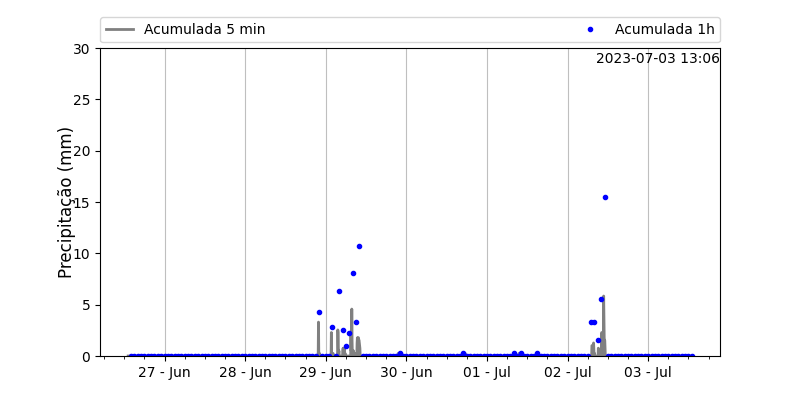 Acumulada 5 min
Acumulada 1h
2023-07-03 13:06
Precipitação (mm)
30
25
20
15
10
5
0
27 - Jun
28 - Jun
29 - Jun
30 - Jun
01 - Jul
02 - Jul
03 - Jul